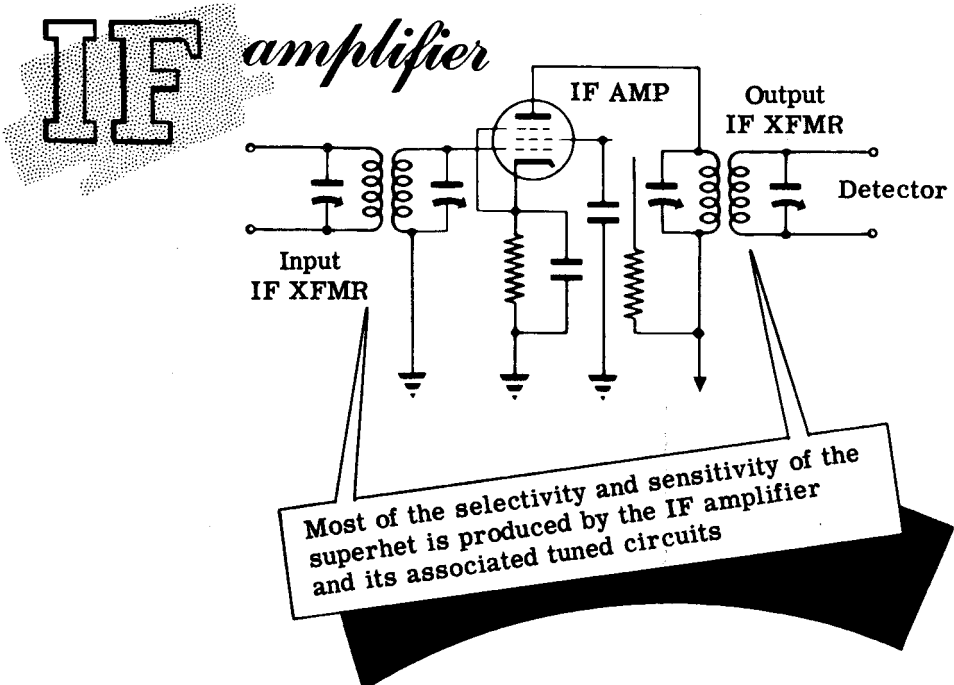 IF amplifier
IF AMP
Output
IF XFMR
Detector
Input
IF XFMR
Most of the selectivity and sensitivity of the
superhet is produced by the IF amplifier
and its associated tuned circuits